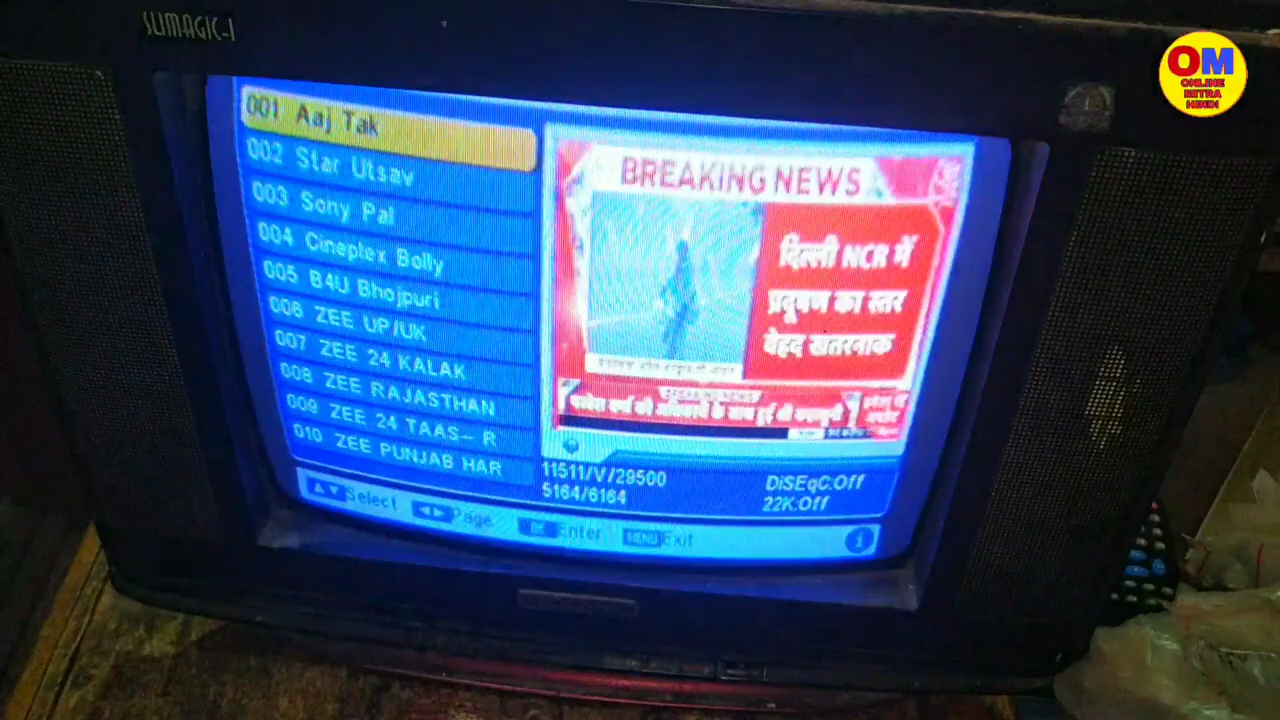 SLIMAGIC-I
OM
ONLINE
MITRA
HINDI
001 Aaj Tak
002 Star Utsav
003 Sony Pal
004 Cineplex Bolly
005 B4U Bhojpuri
006 ZEE UP/UK
007 ZEE 24 KALAK
008 ZEE RAJASTHAN
009 ZEE 24 TAAS- R
010 ZEE PUNJAB HAR
BREAKING NEWS
दिल्ली NCR में
प्रदूषण का स्तर
बेहद खतरनाक
BREAKING NEWS
11511/V/29500
5164/6164
DiSEqC:Off
22K:Off
Select Page OK Enter MENU Exit